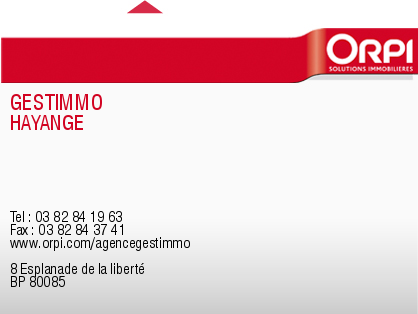 ORPI
SOLUTIONS IMMOBILIÈRES
GESTIMMO
HAYANGE
Tel : 03 82 84 19 63
Fax : 03 82 84 37 41
www.orpi.com/agencegestimmo
8 Esplanade de la liberté
BP 80085